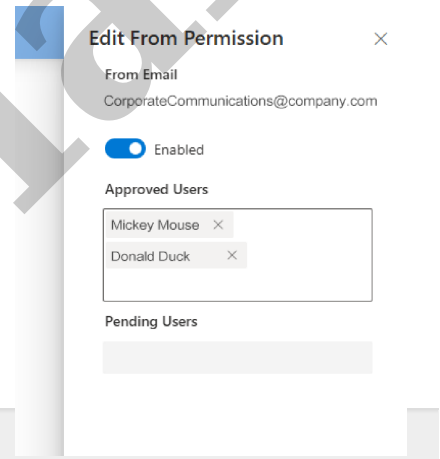 Edit From Permission
From Email
CorporateCommunications@company.com
Enabled
Approved Users
Mickey Mouse
Donald Duck
Pending Users